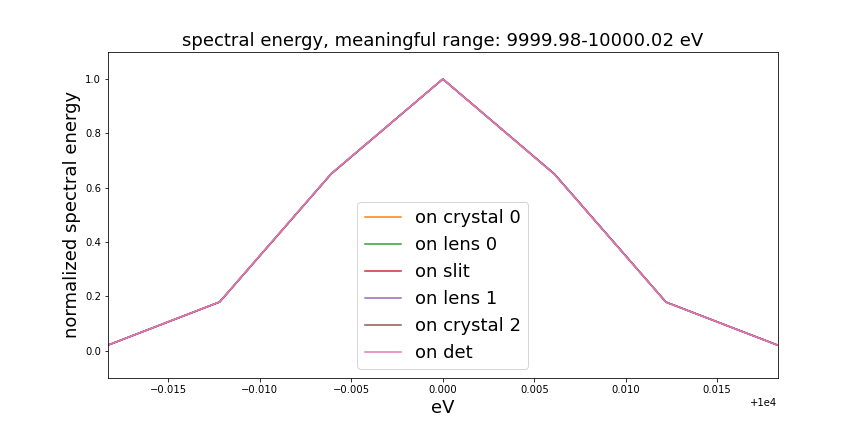 spectral energy, meaningful range: 9999.98-10000.02 eV
normalized spectral energy
1.0
0.8
0.6
0.4
0.2
0.0
on crystal 0
on lens 0
on slit
on lens 1
on crystal 2
on det
−0.015
−0.010
−0.005
0.000
0.005
0.010
0.015
+1e4
eV